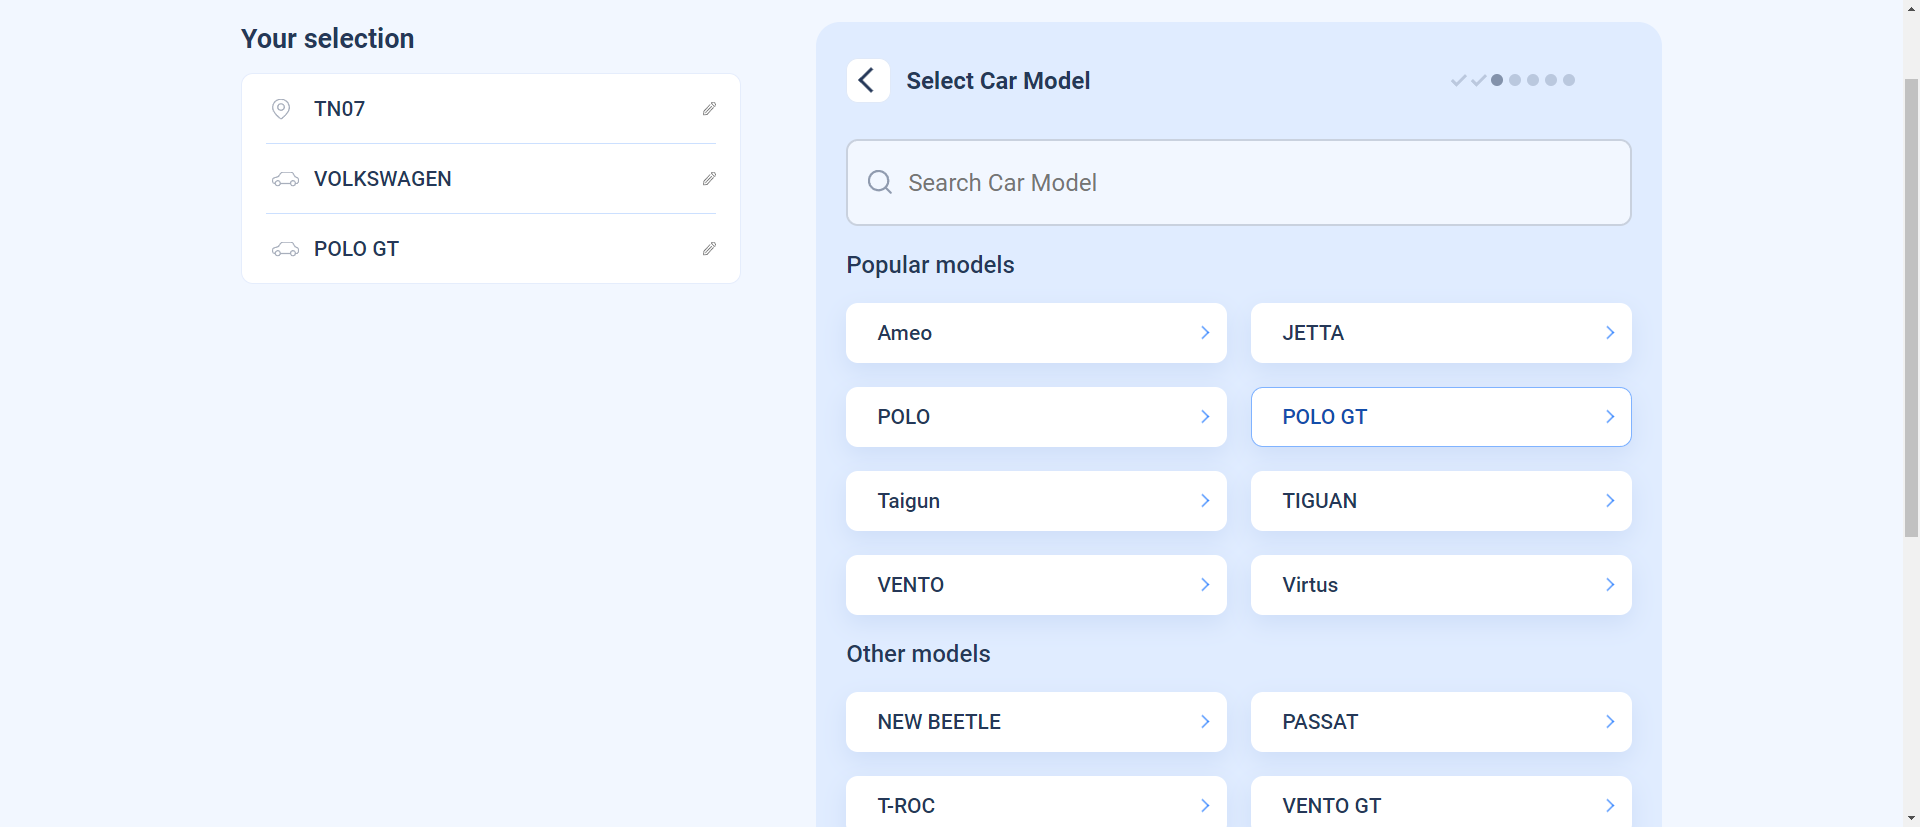 Your selection
TN07
VOLKSWAGEN
POLO GT
Select Car Model
Search Car Model
Popular models
Ameo
JETTA
POLO
POLO GT
Taigun
TIGUAN
VENTO
Virtus
Other models
NEW BEETLE
PASSAT
T-ROC
VENTO GT